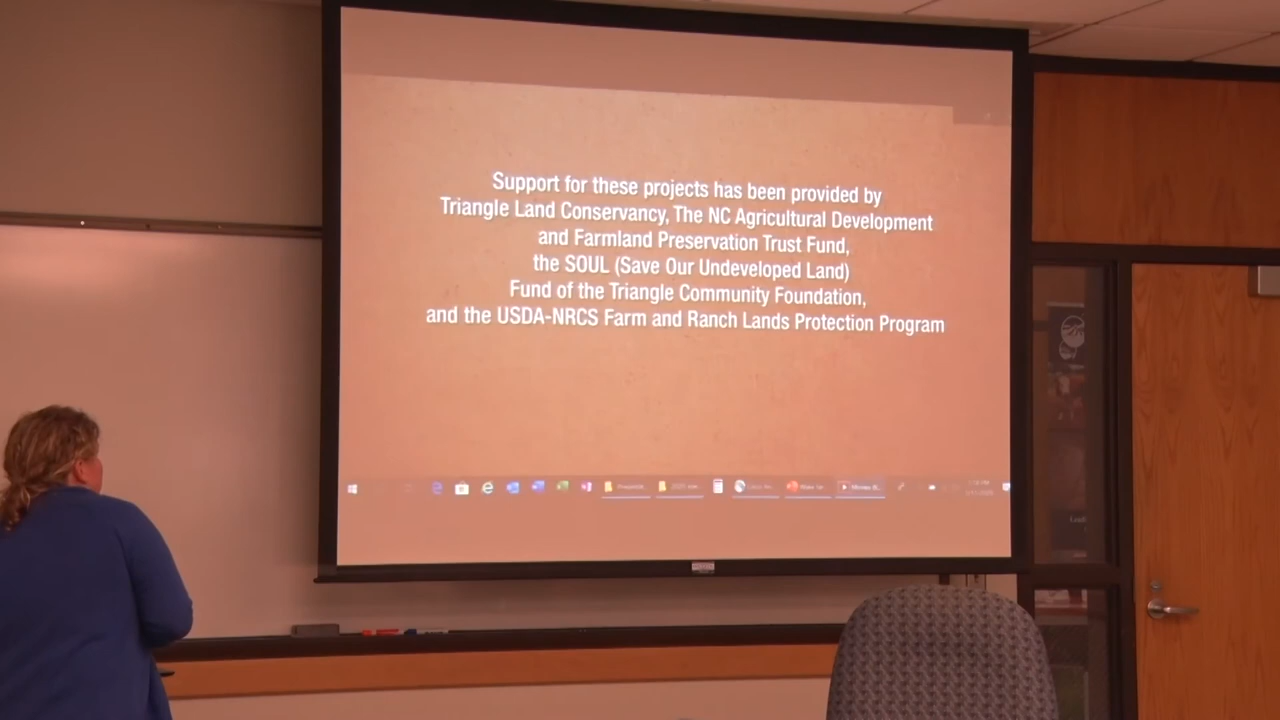 Support for these projects has been provided by
Triangle Land Conservancy, The NC Agricultural Development
and Farmland Preservation Trust Fund,
the SOUL (Save Our Undeveloped Land)
Fund of the Triangle Community Foundation,
and the USDA-NRCS Farm and Ranch Lands Protection Program